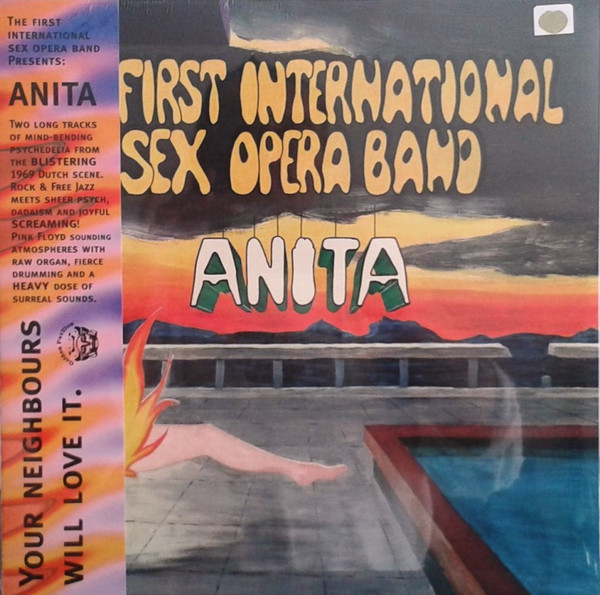 The first
international
sex opera band
presents:
ANITA
Two long tracks
of mind-bending
psychedelia from
the BLISTERING
1969 Dutch scene.
Rock & Free Jazz
meets sheer psych,
dadaism and joyful
SCREAMING!
Pink Floyd sounding
atmospheres with
raw organ, fierce
drumming and a
HEAVY dose of
surreal sounds.
Your neighbours
will love it.
FIRST INTERNATIONAL
SEX OPERA BAND
ANITA